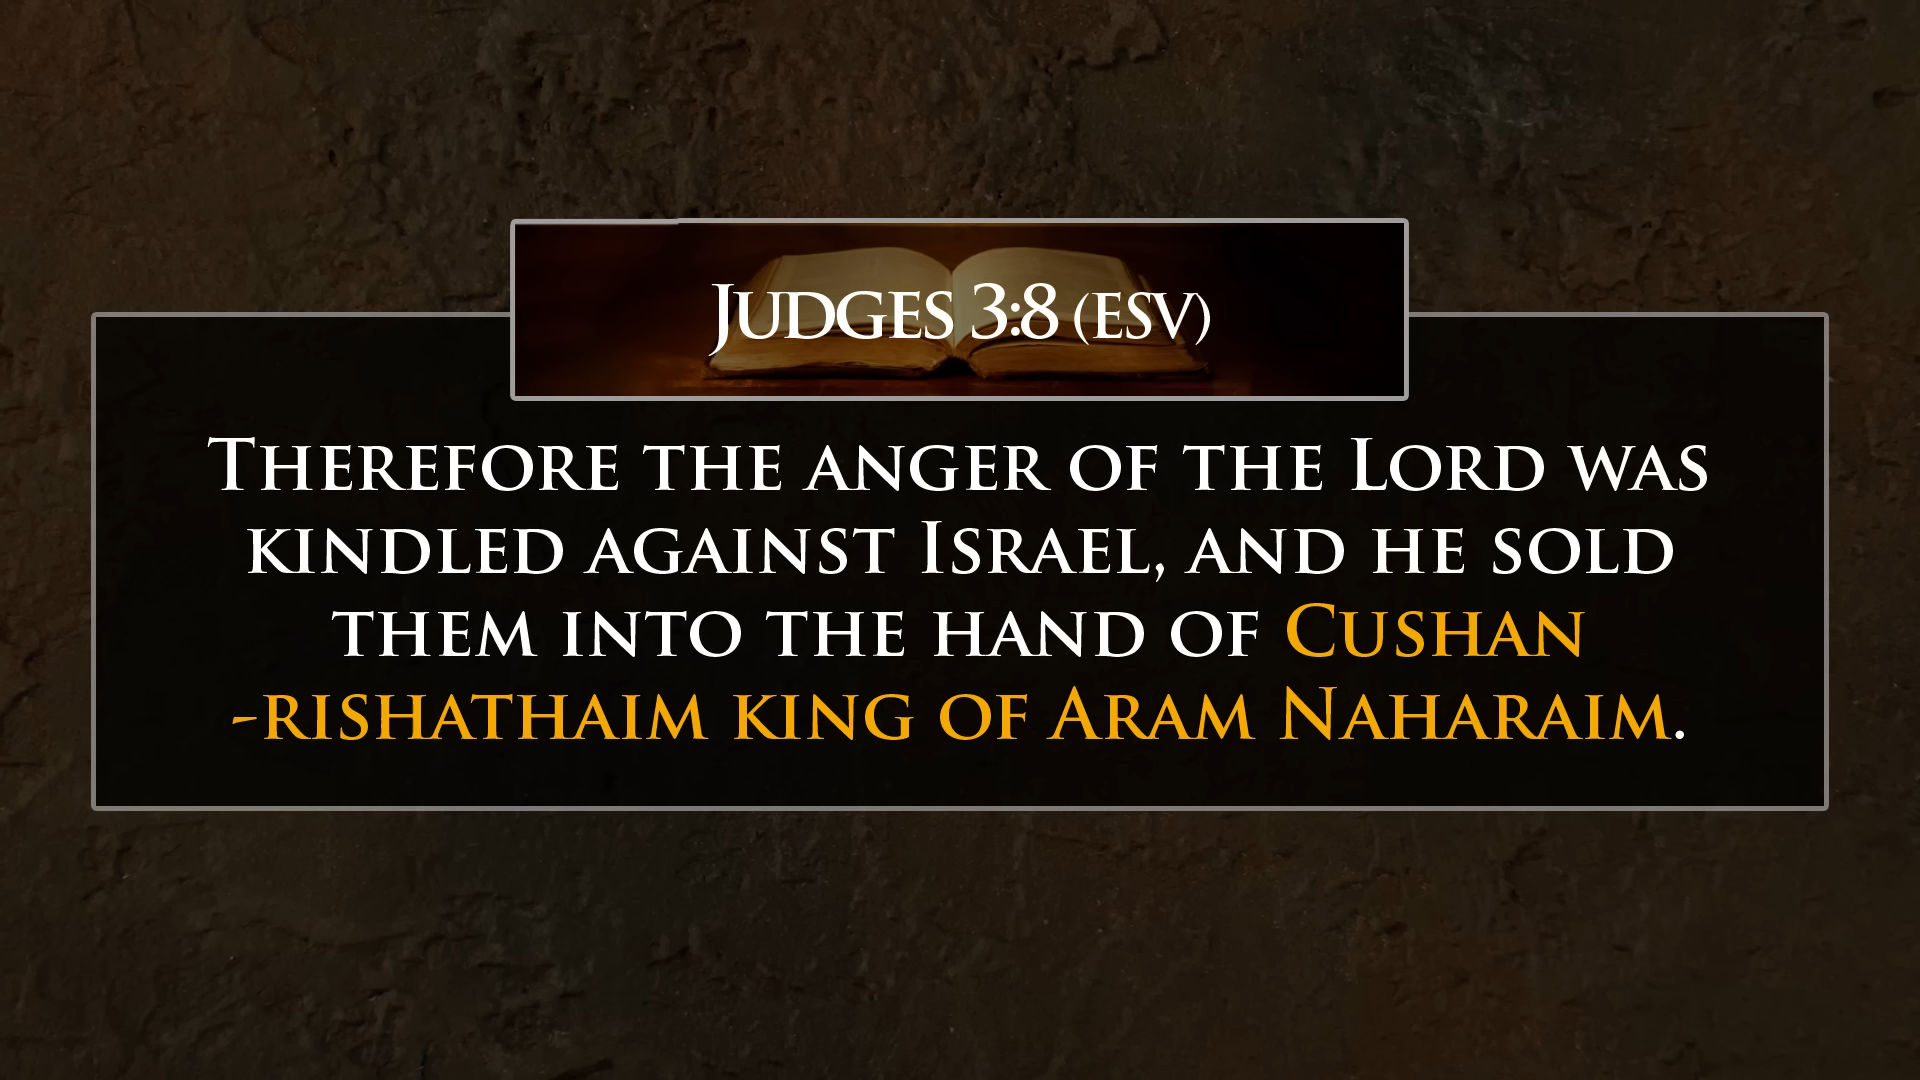 Judges 3:8 (ESV)
Therefore the anger of the Lord was
kindled against Israel, and he sold
them into the hand of Cushan
-rishathaim king of Aram Naharaim.